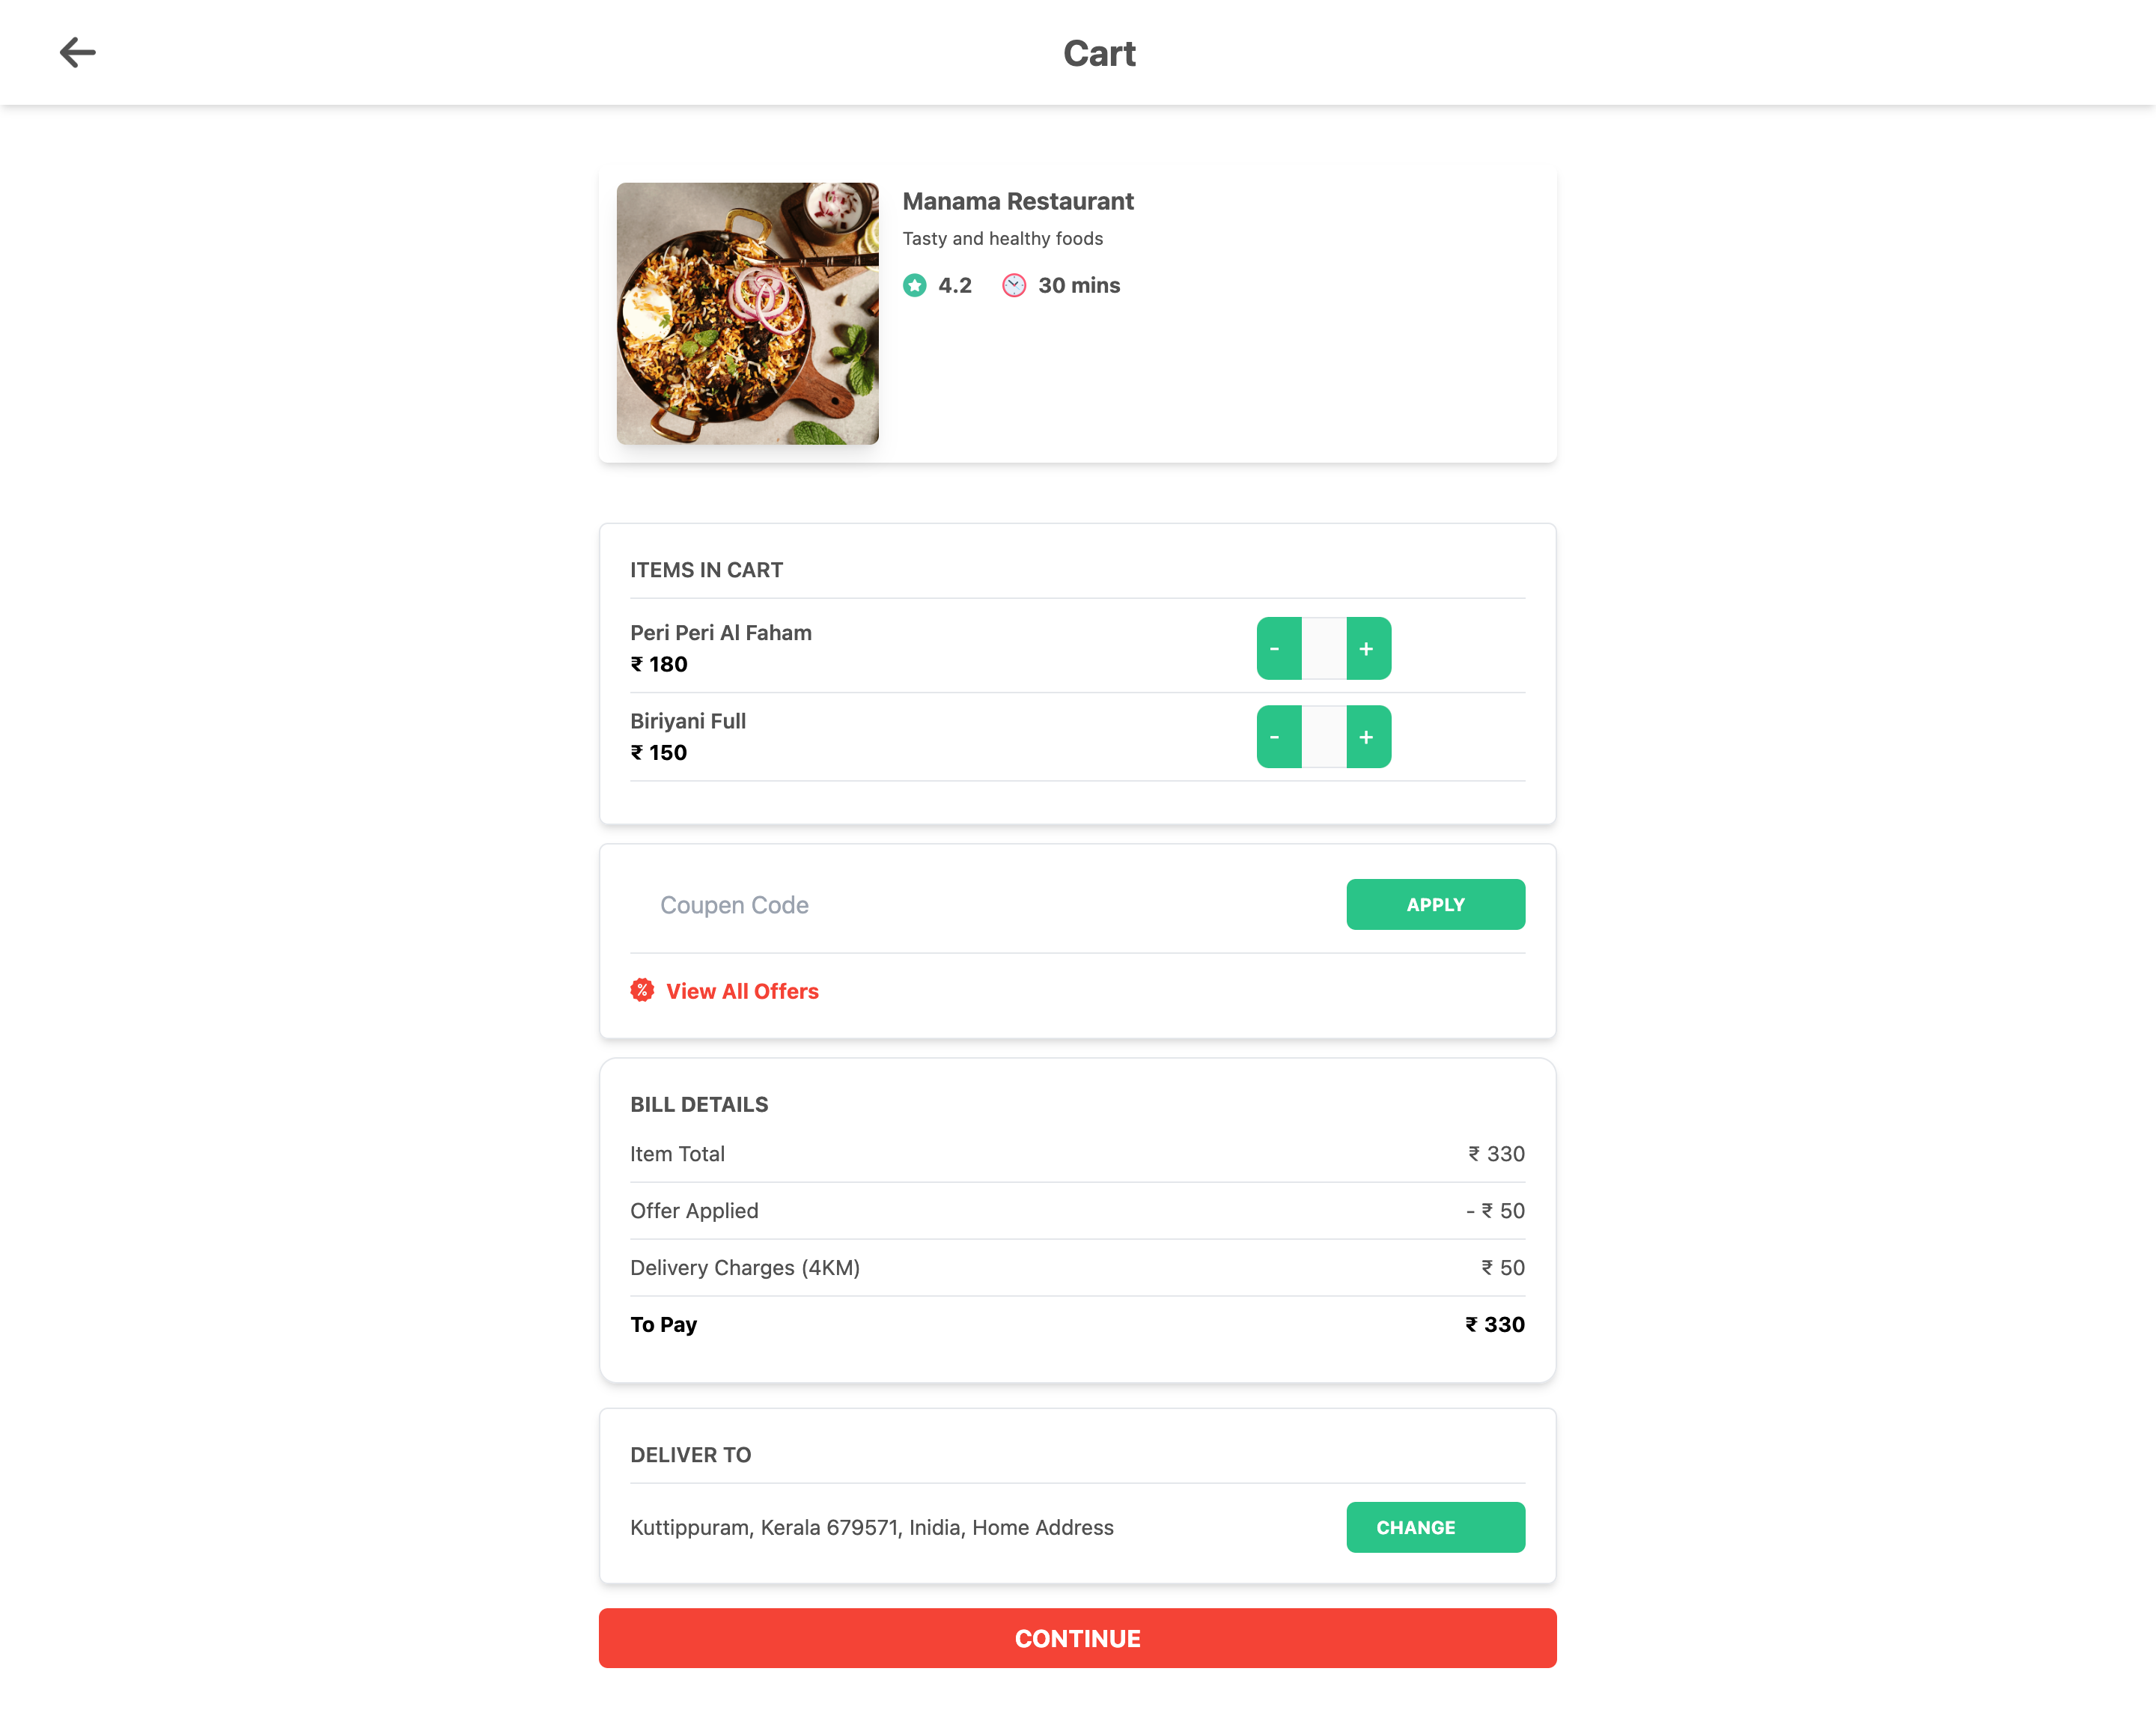 Cart
Manama Restaurant
Tasty and healthy foods
4.2 30 mins
ITEMS IN CART
Peri Peri Al Faham
₹ 180
- +
Biriyani Full
₹ 150
- +
Coupen Code
APPLY
View All Offers
BILL DETAILS
Item Total ₹ 330
Offer Applied - ₹ 50
Delivery Charges (4KM) ₹ 50
To Pay ₹ 330
DELIVER TO
Kuttippuram, Kerala 679571, Inidia, Home Address
CHANGE
CONTINUE